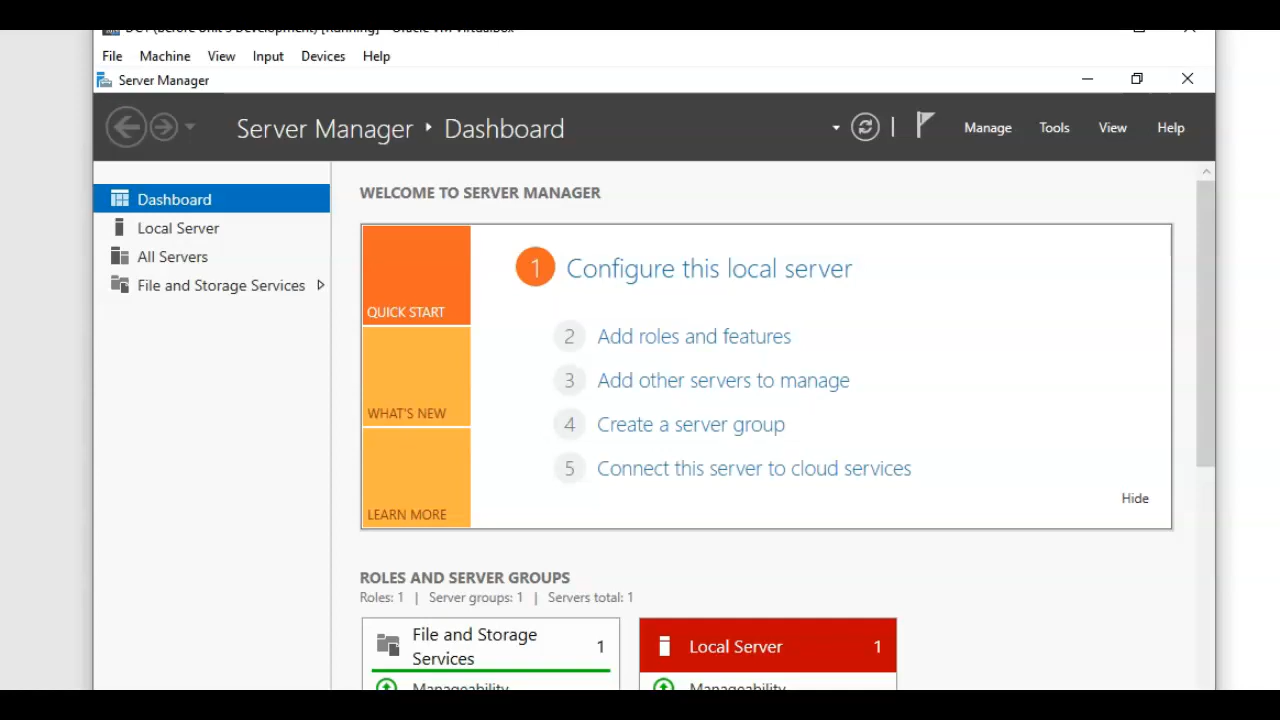 File Machine View Input Devices Help
Server Manager
Server Manager Dashboard
Manage Tools View Help
Dashboard
Local Server
All Servers
File and Storage Services
WELCOME TO SERVER MANAGER
QUICK START
WHAT'S NEW
LEARN MORE
1 Configure this local server
2 Add roles and features
3 Add other servers to manage
4 Create a server group
5 Connect this server to cloud services
Hide
ROLES AND SERVER GROUPS
Roles: 1 | Server groups: 1 | Servers total: 1
File and Storage
Services
1
Manageability
Local Server 1
Manageability